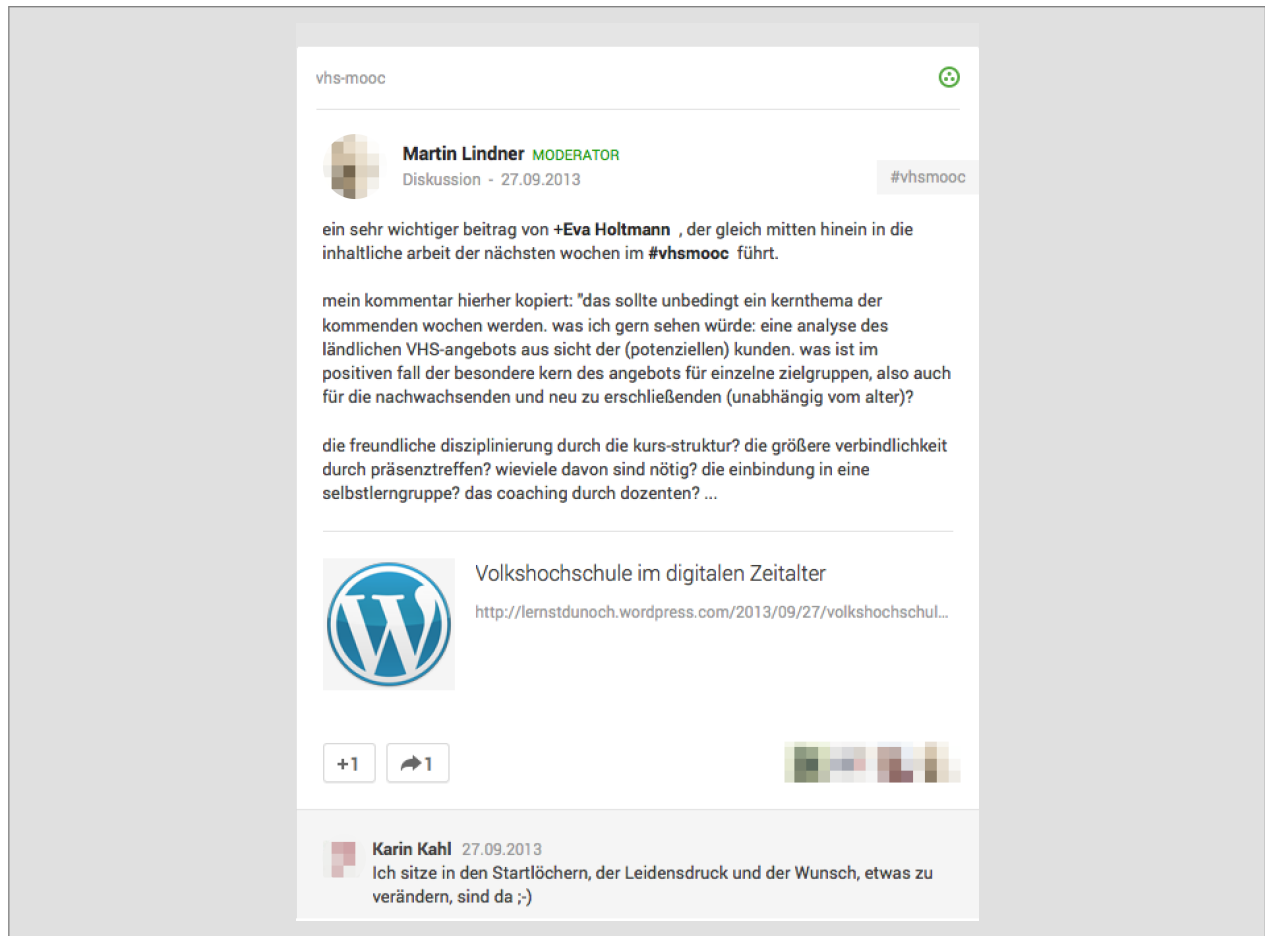 vhs-mooc
Martin Lindner MODERATOR
Diskussion - 27.09.2013
#vhsmooc
ein sehr wichtiger beitrag von +Eva Holtmann , der gleich mitten hinein in die
inhaltliche arbeit der nächsten wochen im #vhsmooc führt.
mein kommentar hierher kopiert: "das sollte unbedingt ein kernthema der
kommenden wochen werden. was ich gern sehen würde: eine analyse des
ländlichen VHS-angebots aus sicht der (potenziellen) kunden. was ist im
positiven fall der besondere kern des angebots für einzelne zielgruppen, also auch
für die nachwachsenden und neu zu erschließenden (unabhängig vom alter)?
die freundliche disziplinierung durch die kurs-struktur? die größere verbindlichkeit
durch präsenztreffen? wieviele davon sind nötig? die einbindung in eine
selbstlerngruppe? das coaching durch dozenten? ...
W
Volkshochschule im digitalen Zeitalter
http://lernstdunoch.wordpress.com/2013/09/27/volkshochschul...
+1
1
Karin Kahl 27.09.2013
Ich sitze in den Startlöchern, der Leidensdruck und der Wunsch, etwas zu
verändern, sind da ;-)